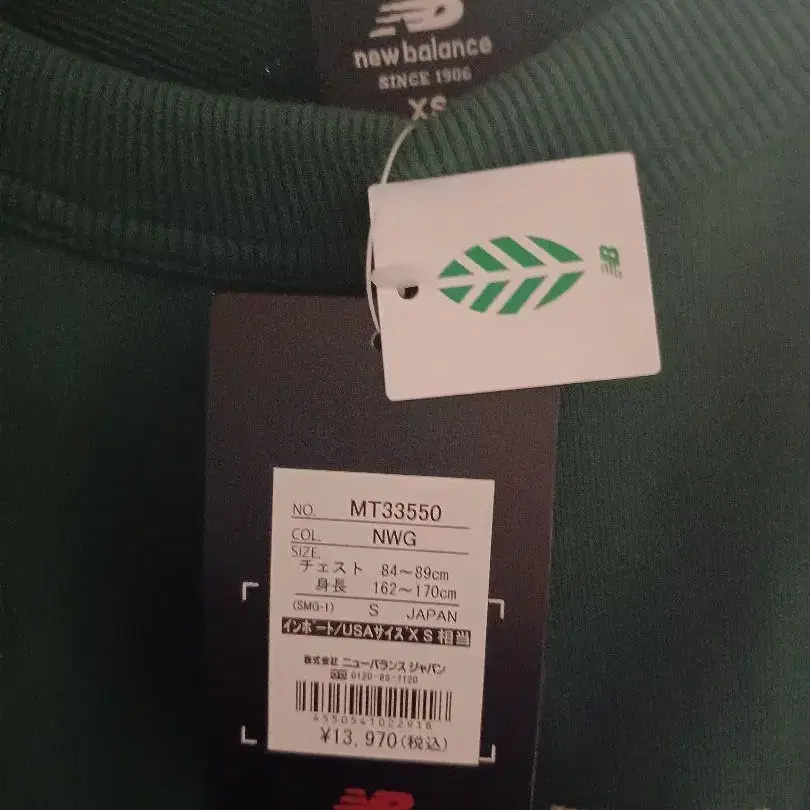 new balance
SINCE 1906
XS
NO. MT33550
COL. NWG
SIZE.
チェスト 84～89cm
身長 162～170cm
(SMG-1) S JAPAN
インポート/USAサイズXS相当
株式会社 ニューバランス ジャパン
0120-85-1120
4550541022918
¥13,970(税込)